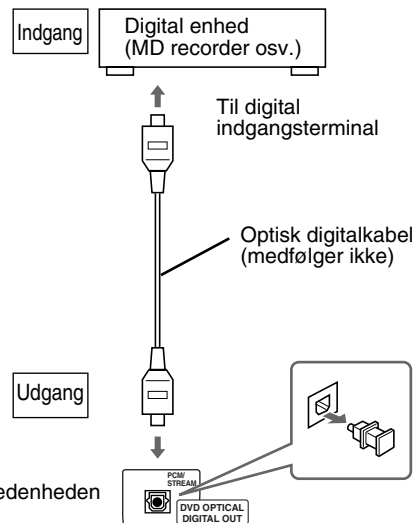 Indgang
Digital enhed
(MD recorder osv.)
Til digital
indgangsterminal
Optisk digitalkabel
(medfølger ikke)
Udgang
edenheden
PCM/
STREAM
DVD OPTICAL
DIGITAL OUT